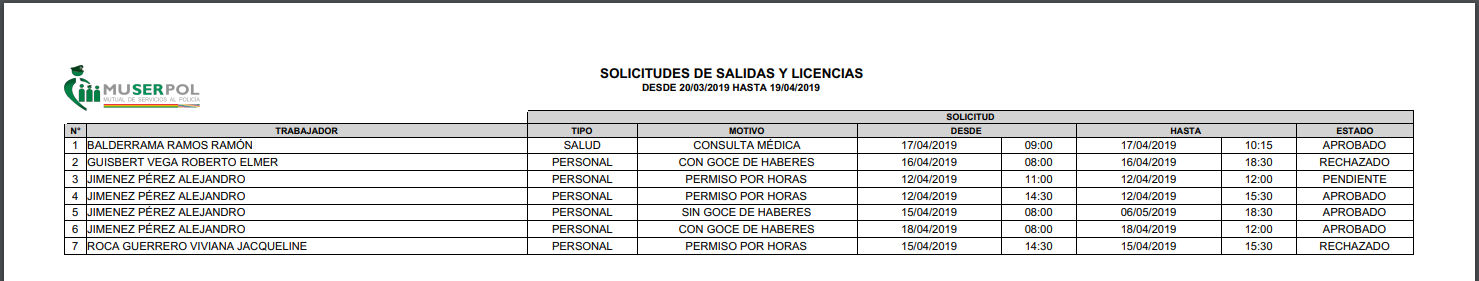 SOLICITUDES DE SALIDAS Y LICENCIAS
DESDE 20/03/2019 HASTA 19/04/2019
MUSERPOL
MUTUAL DE SERVICIOS AL POLICÍA
SOLICITUD
N° TRABAJADOR TIPO MOTIVO DESDE HASTA ESTADO
1 BALDERRAMA RAMOS RAMÓN SALUD CONSULTA MÉDICA 17/04/2019 09:00 17/04/2019 10:15 APROBADO
2 GUISBERT VEGA ROBERTO ELMER PERSONAL CON GOCE DE HABERES 16/04/2019 08:00 16/04/2019 18:30 RECHAZADO
3 JIMENEZ PÉREZ ALEJANDRO PERSONAL PERMISO POR HORAS 12/04/2019 11:00 12/04/2019 12:00 PENDIENTE
4 JIMENEZ PÉREZ ALEJANDRO PERSONAL PERMISO POR HORAS 12/04/2019 14:30 12/04/2019 15:30 APROBADO
5 JIMENEZ PÉREZ ALEJANDRO PERSONAL SIN GOCE DE HABERES 15/04/2019 08:00 06/05/2019 18:30 APROBADO
6 JIMENEZ PÉREZ ALEJANDRO PERSONAL CON GOCE DE HABERES 18/04/2019 08:00 18/04/2019 12:00 APROBADO
7 ROCA GUERRERO VIVIANA JACQUELINE PERSONAL PERMISO POR HORAS 15/04/2019 14:30 15/04/2019 15:30 RECHAZADO